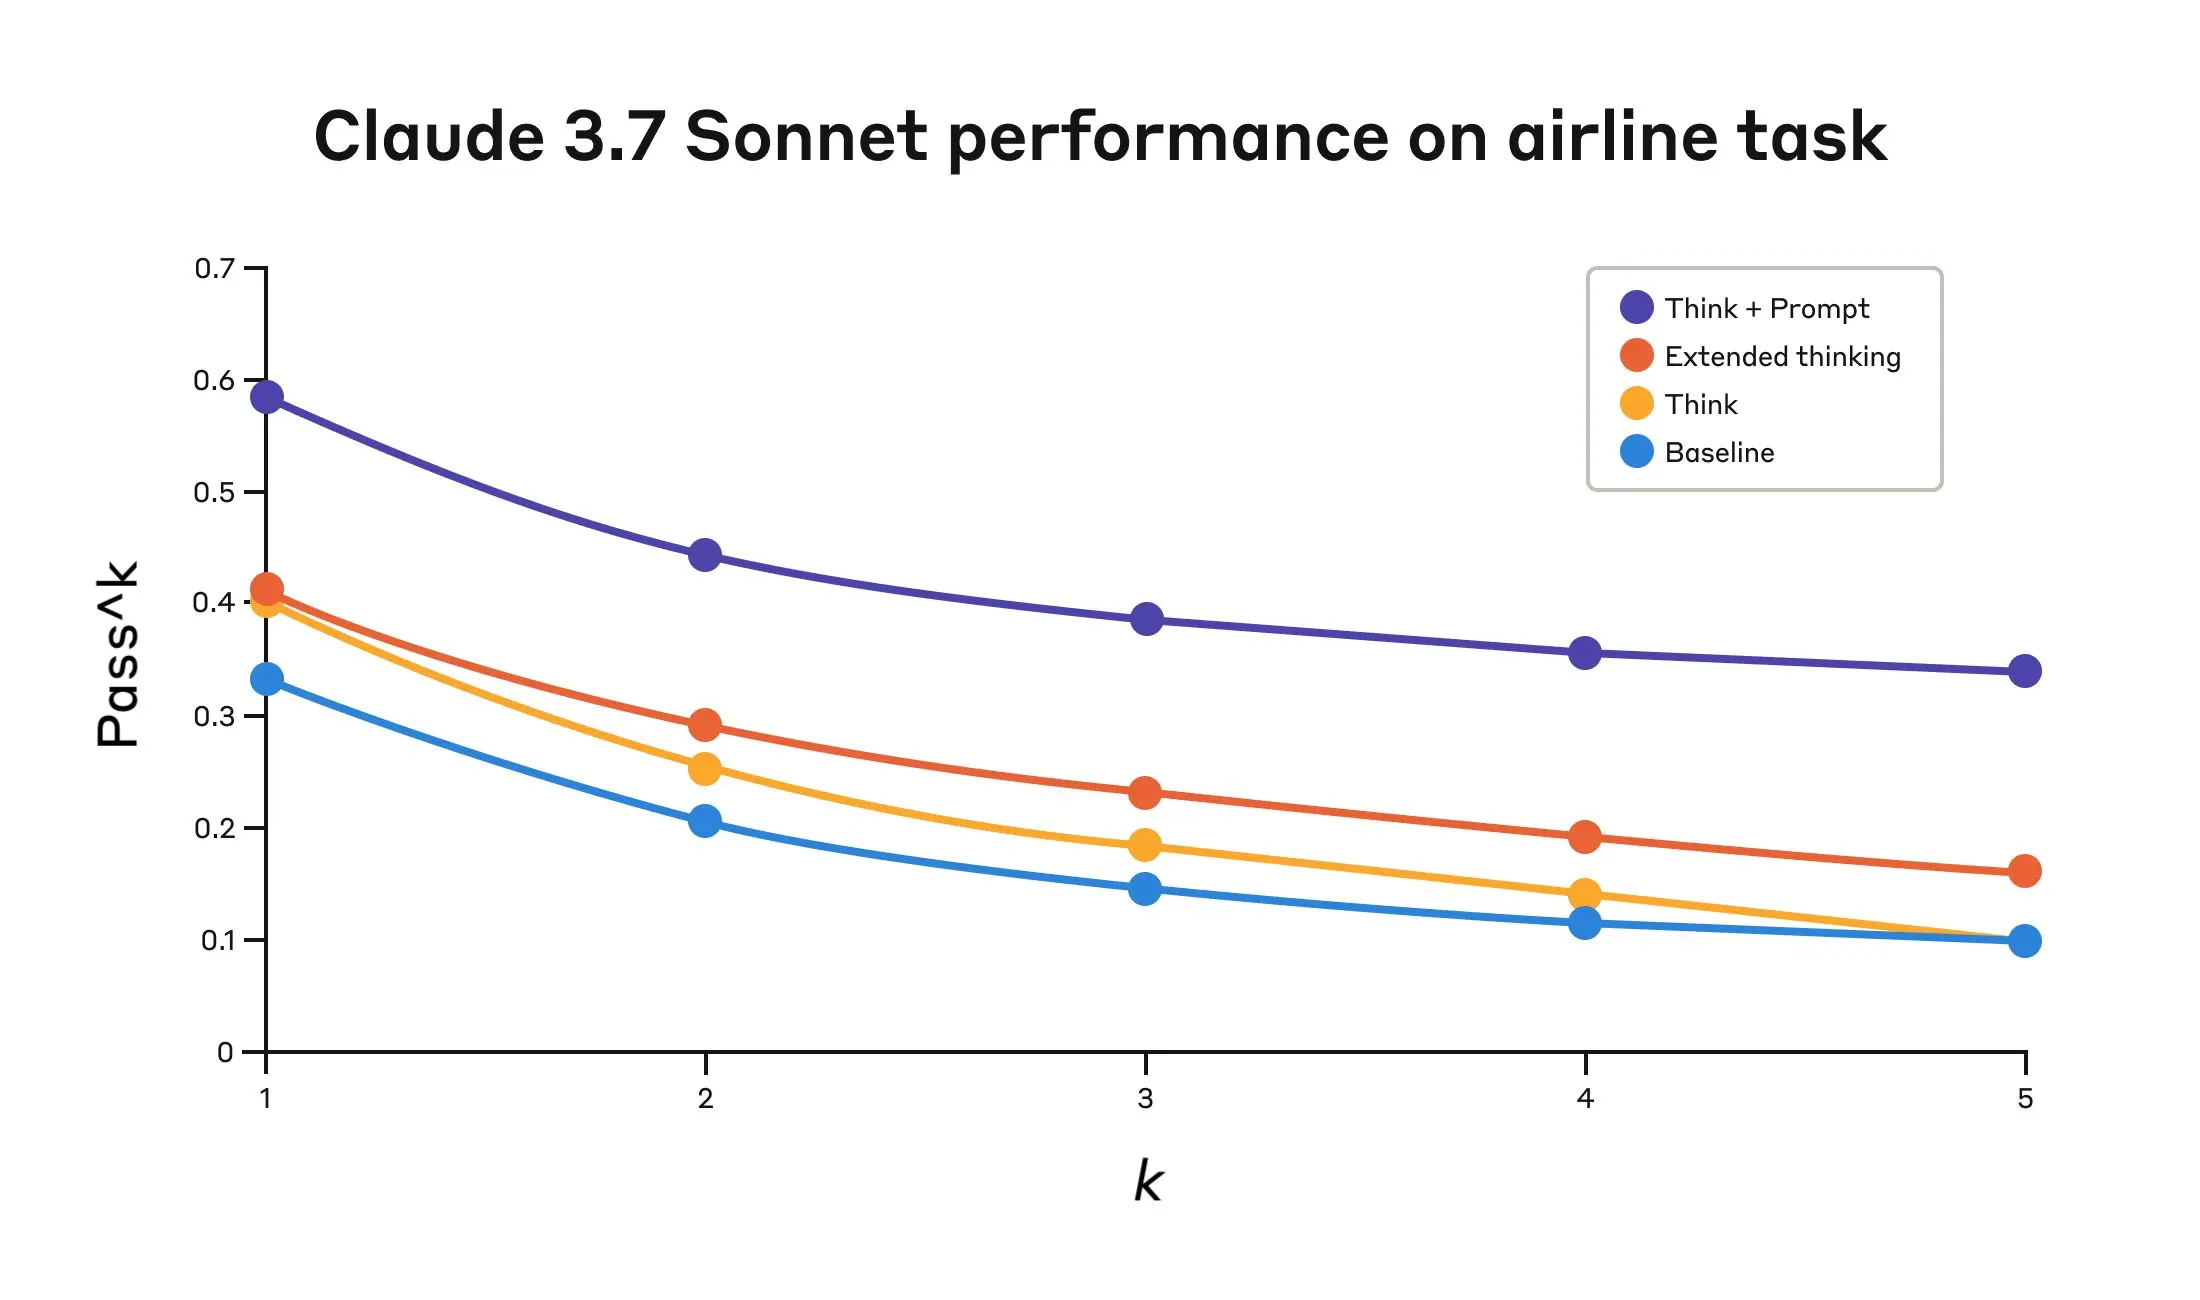 Claude 3.7 Sonnet performance on airline task
Pass^k
0.7
0.6
0.5
0.4
0.3
0.2
0.1
0
1 2 3 4 5
k
Think + Prompt
Extended thinking
Think
Baseline